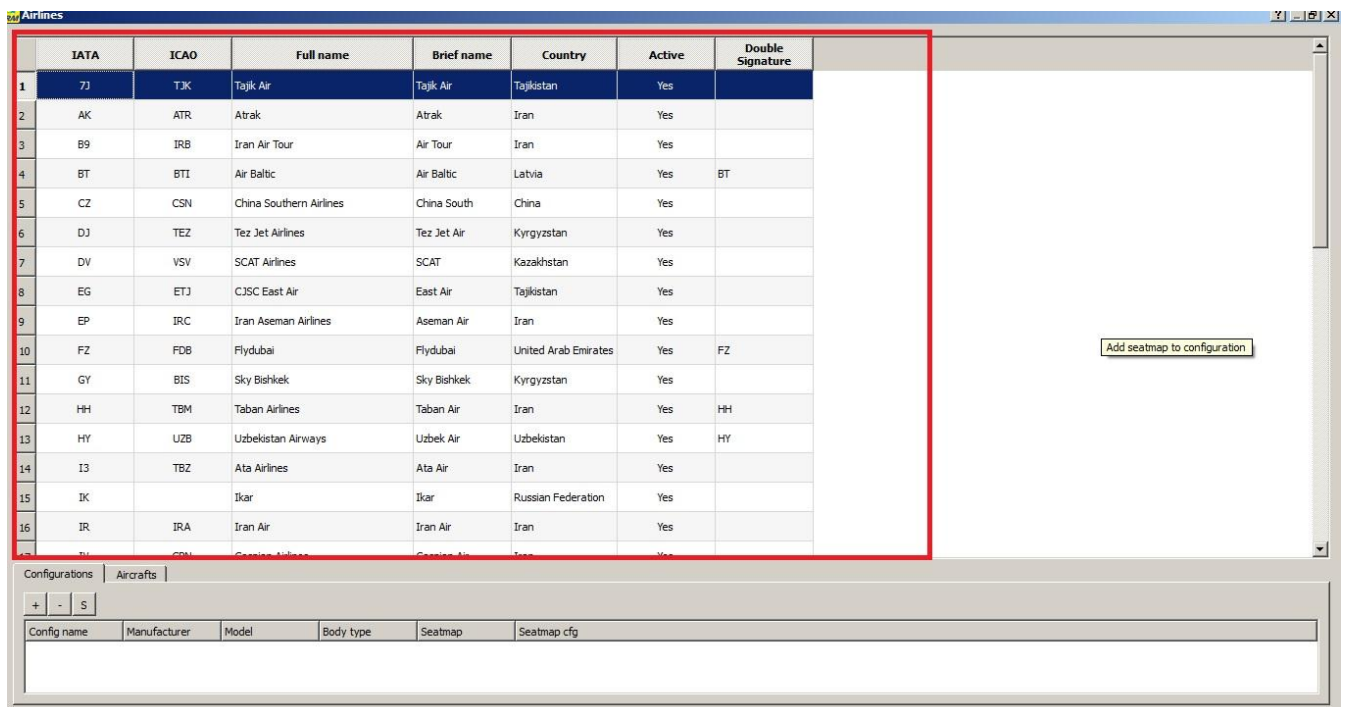 RM Airlines
IATA ICAO Full name Brief name Country Active Double Signature
1 7J TJK Tajik Air Tajik Air Tajikistan Yes
2 AK ATR Atrak Atrak Iran Yes
3 B9 IRB Iran Air Tour Air Tour Iran Yes
4 BT BTI Air Baltic Air Baltic Latvia Yes BT
5 CZ CSN China Southern Airlines China South China Yes
6 DJ TEZ Tez Jet Airlines Tez Jet Air Kyrgyzstan Yes
7 DV VSV SCAT Airlines SCAT Kazakhstan Yes
8 EG ETJ CJSC East Air East Air Tajikistan Yes
9 EP IRC Iran Aseman Airlines Aseman Air Iran Yes
10 FZ FDB Flydubai Flydubai United Arab Emirates Yes FZ
Add seatmap to configuration
11 GY BIS Sky Bishkek Sky Bishkek Kyrgyzstan Yes
12 HH TBM Taban Airlines Taban Air Iran Yes HH
13 HY UZB Uzbekistan Airways Uzbek Air Uzbekistan Yes HY
14 I3 TBZ Ata Airlines Ata Air Iran Yes
15 IK Ikar Ikar Russian Federation Yes
16 IR IRA Iran Air Iran Air Iran Yes
Configurations Aircrafts
+ - S
Config name Manufacturer Model Body type Seatmap Seatmap cfg